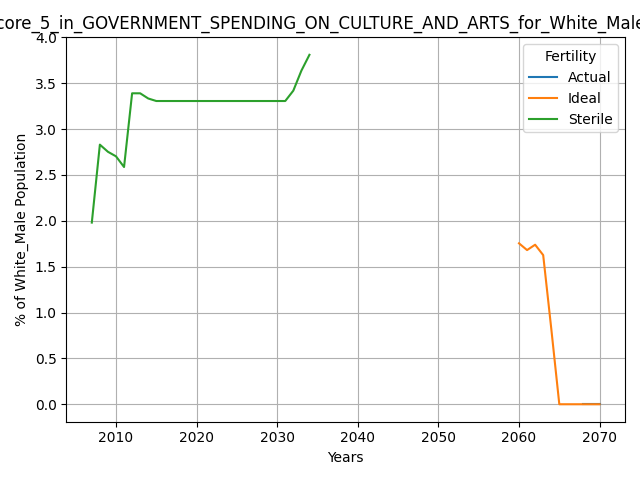 core_5_in_GOVERNMENT_SPENDING_ON_CULTURE_AND_ARTS_for_White_Male
4.0
3.5
3.0
2.5
2.0
1.5
1.0
0.5
0.0
% of White_Male Population
Fertility
Actual
Ideal
Sterile
2010 2020 2030 2040 2050 2060 2070
Years